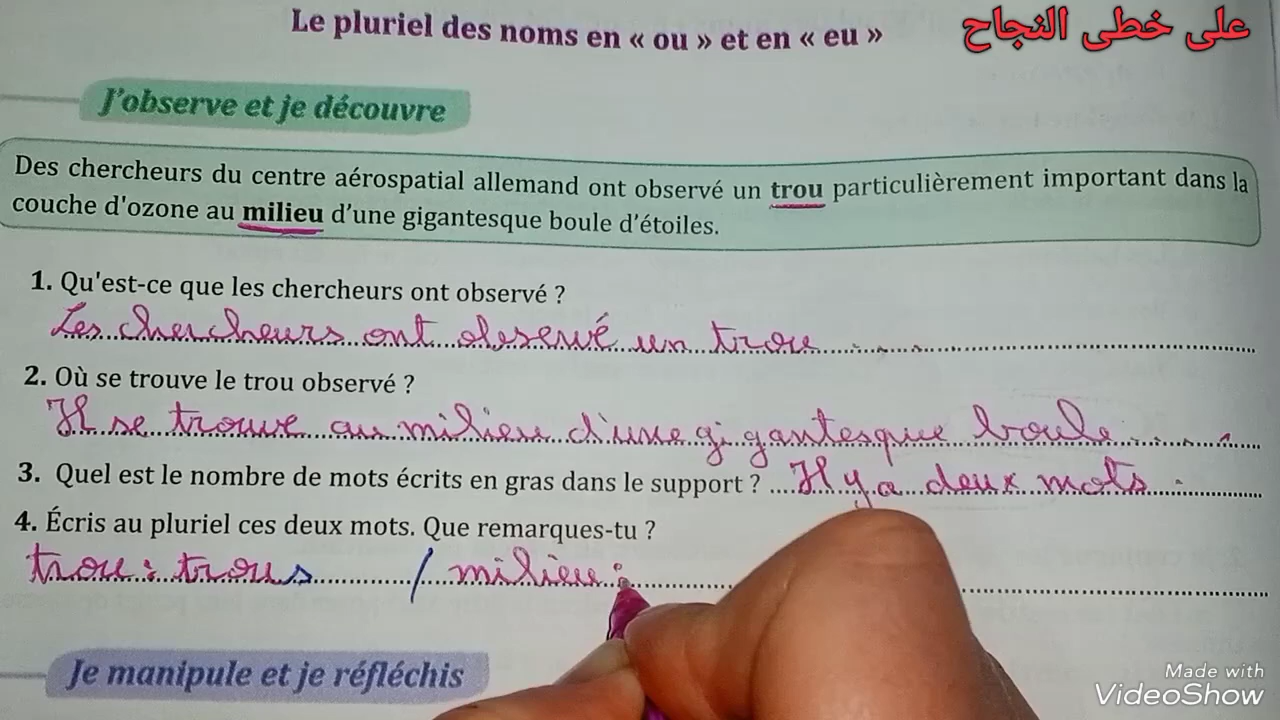 Le pluriel des noms en « ou » et en « eu »
على خطى النجاح
J'observe et je découvre
Des chercheurs du centre aérospatial allemand ont observé un trou particulièrement important dans la
couche d'ozone au milieu d'une gigantesque boule d'étoiles.
1. Qu'est-ce que les chercheurs ont observé ?
Les chercheurs ont observé un trou
2. Où se trouve le trou observé ?
Il se trouve au milieu d'une gigantesque boule
3. Quel est le nombre de mots écrits en gras dans le support ? Il y a deux mots
4. Écris au pluriel ces deux mots. Que remarques-tu ?
trou : trous / milieu :
Je manipule et je réfléchis
Made with
VideoShow